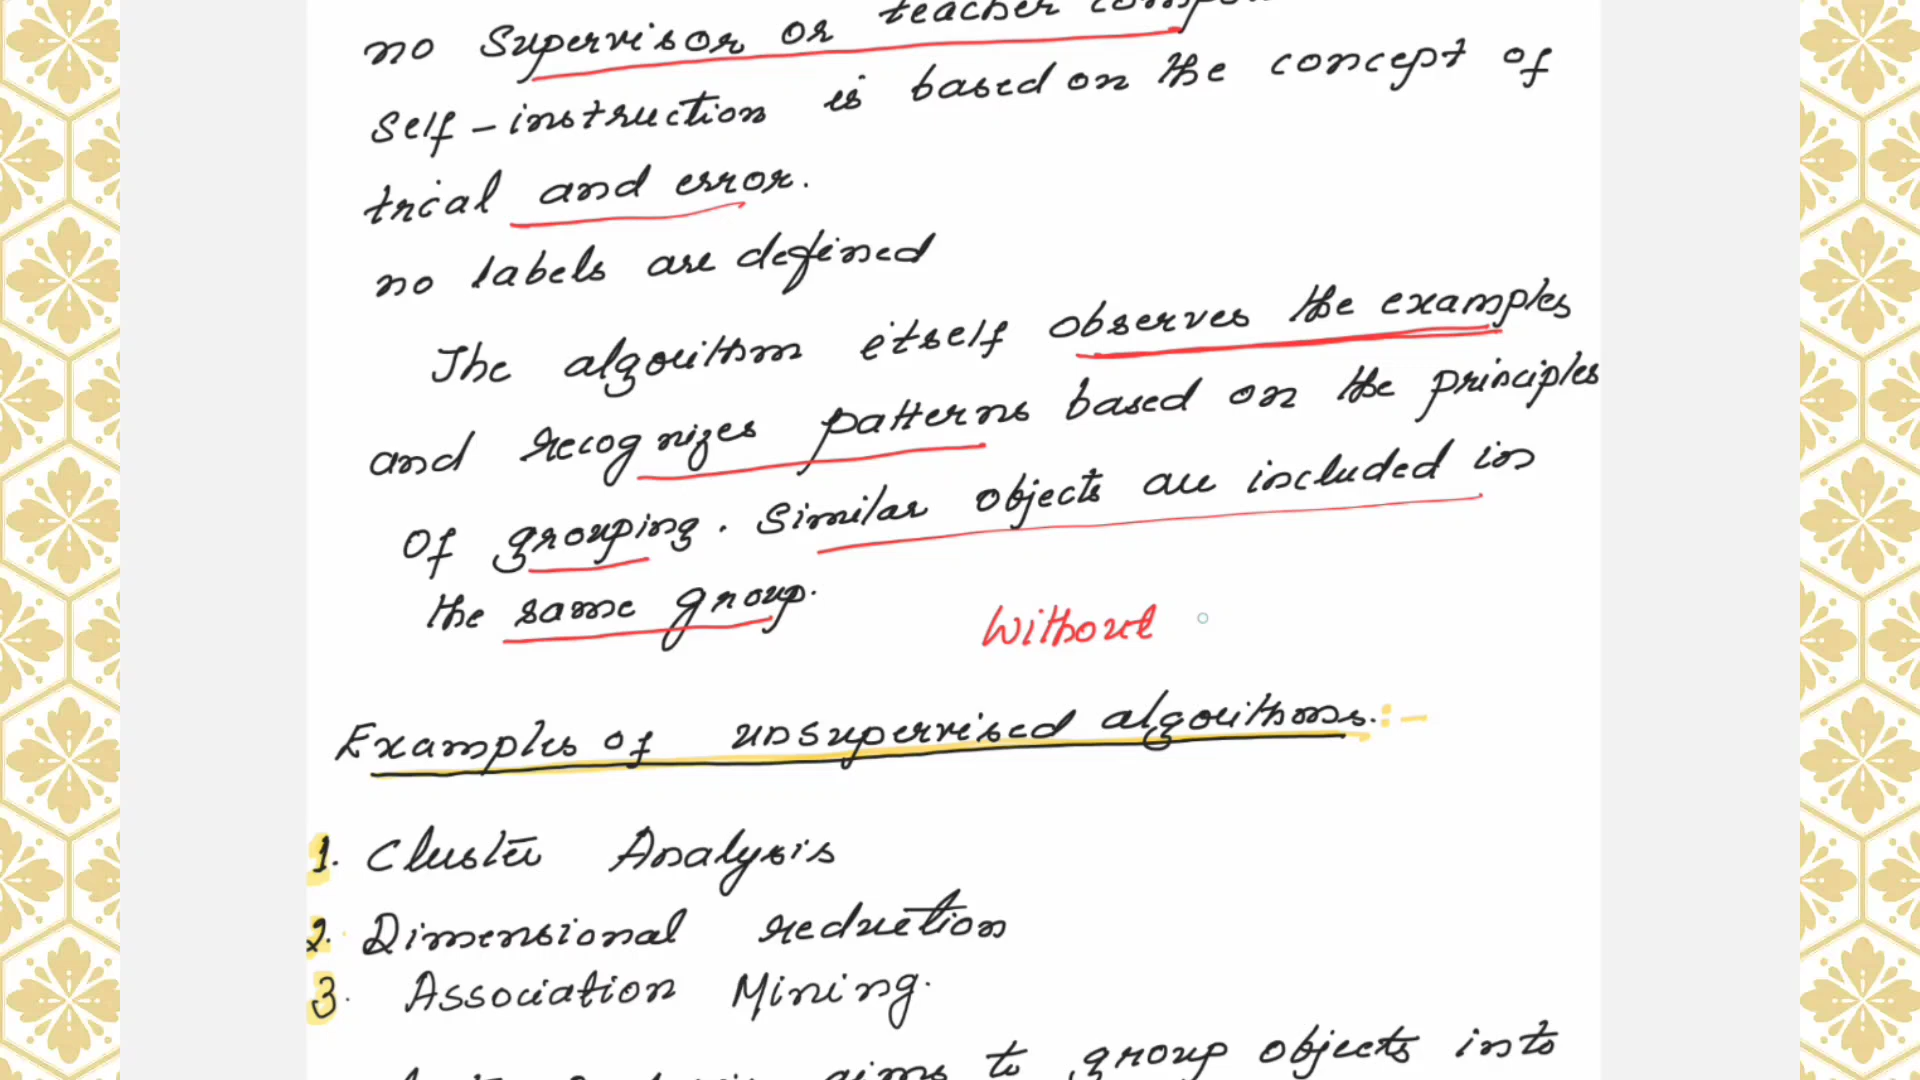 no Supervisor or teacher
self-instruction is based on the concept of
trial and error.
no labels are defined
The algorithm itself observes the examples
and recognizes patterns based on the principles
of grouping. Similar objects are included in
the same group.
Without
Examples of unsupervised algorithms.:-
1. Cluster Analysis
2. Dimensional reduction
3. Association Mining.
aims to group objects into